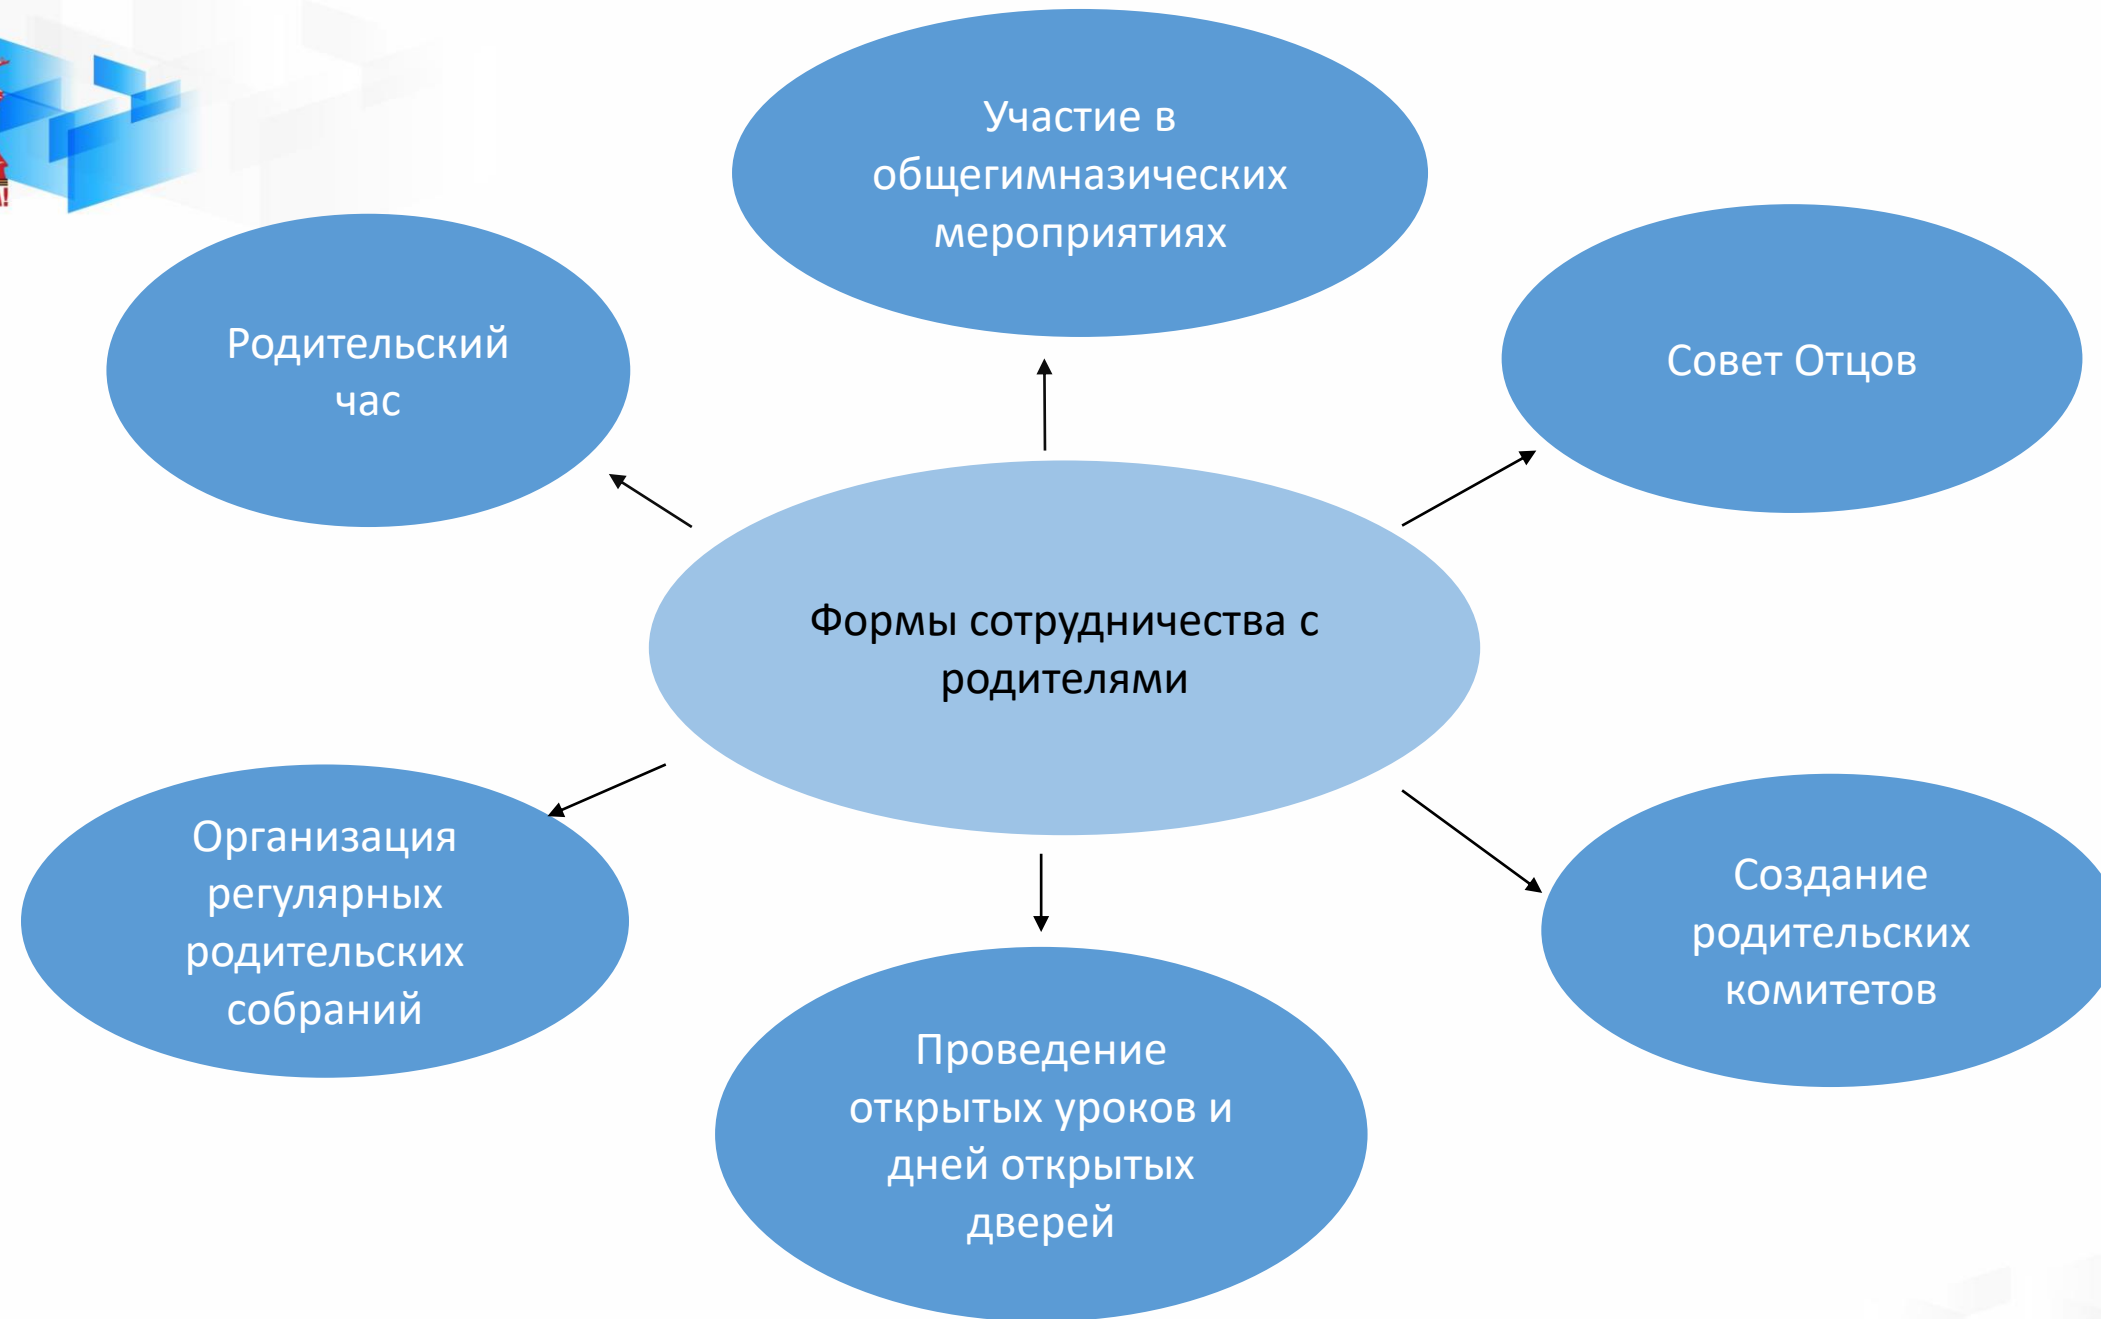 Участие в
общегимназических
мероприятиях
Родительский
час
Совет Отцов
Формы сотрудничества с
родителями
Организация
регулярных
родительских
собраний
Создание
родительских
комитетов
Проведение
открытых уроков и
дней открытых
дверей